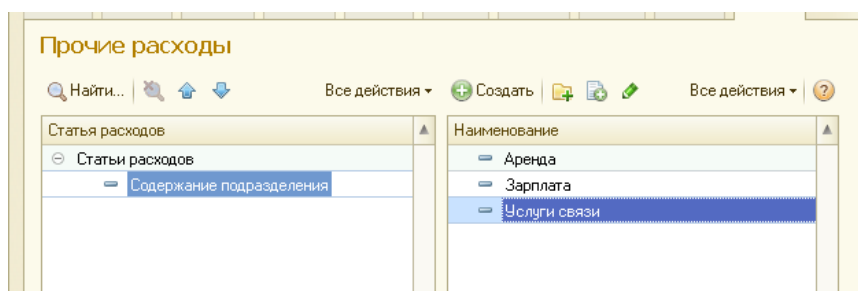 Прочие расходы
Найти... Все действия Создать Все действия ?
Статья расходов Наименование
Статьи расходов Аренда
Содержание подразделения Зарплата
Услуги связи